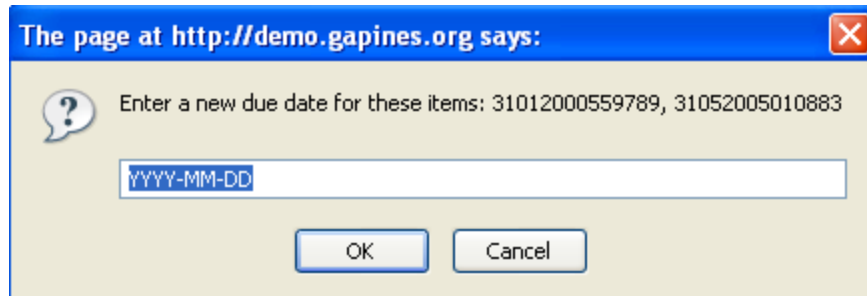 The page at http://demo.gapines.org says:
Enter a new due date for these items: 31012000559789, 31052005010883
YYYY-MM-DD
OK Cancel